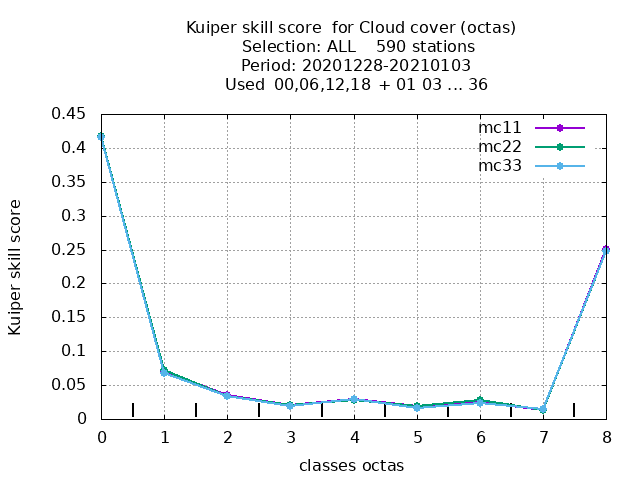 Kuiper skill score  for Cloud cover (octas)
Selection: ALL    590 stations
Period: 20201228-20210103
Used  00,06,12,18  + 01 03 ... 36
mc11
mc22
mc33
0.45
0.4
0.35
0.3
0.25
0.2
0.15
0.1
0.05
0
Kuiper skill score
0 1 2 3 4 5 6 7 8
classes octas